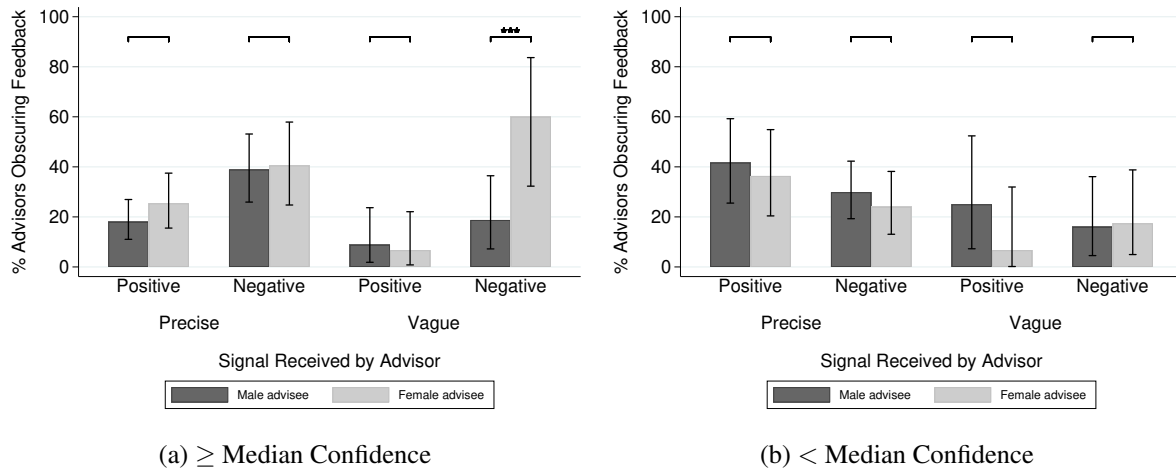 % Advisors Obscuring Feedback
100
80
60
40
20
0
***
Positive Negative Positive Negative
Precise Vague
Signal Received by Advisor
Male advisee Female advisee
(a) ≥ Median Confidence
% Advisors Obscuring Feedback
100
80
60
40
20
0
Positive Negative Positive Negative
Precise Vague
Signal Received by Advisor
Male advisee Female advisee
(b) < Median Confidence